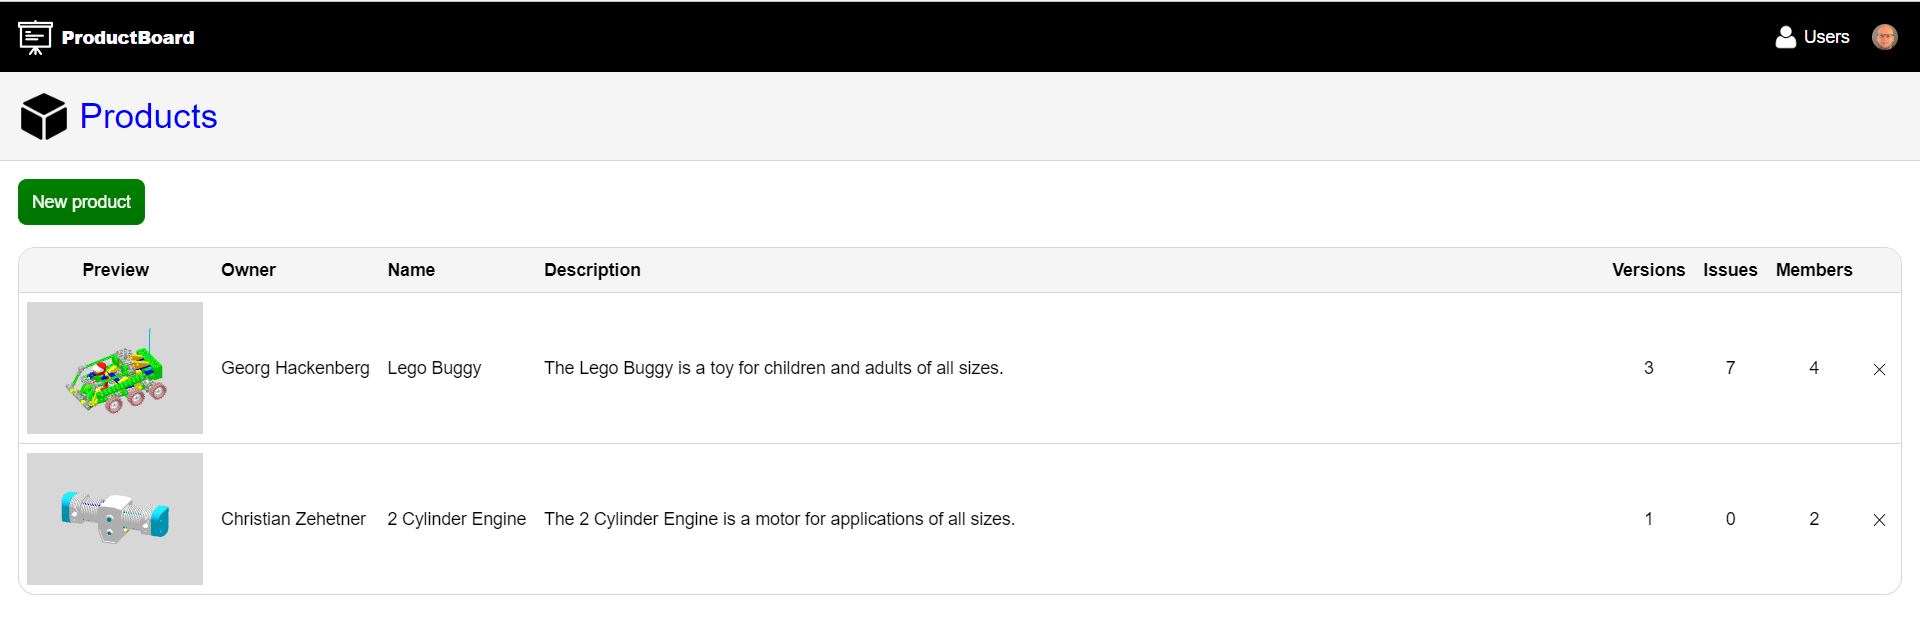 ProductBoard Users
Products
New product
Preview Owner Name Description Versions Issues Members
Georg Hackenberg Lego Buggy The Lego Buggy is a toy for children and adults of all sizes. 3 7 4
Christian Zehetner 2 Cylinder Engine The 2 Cylinder Engine is a motor for applications of all sizes. 1 0 2